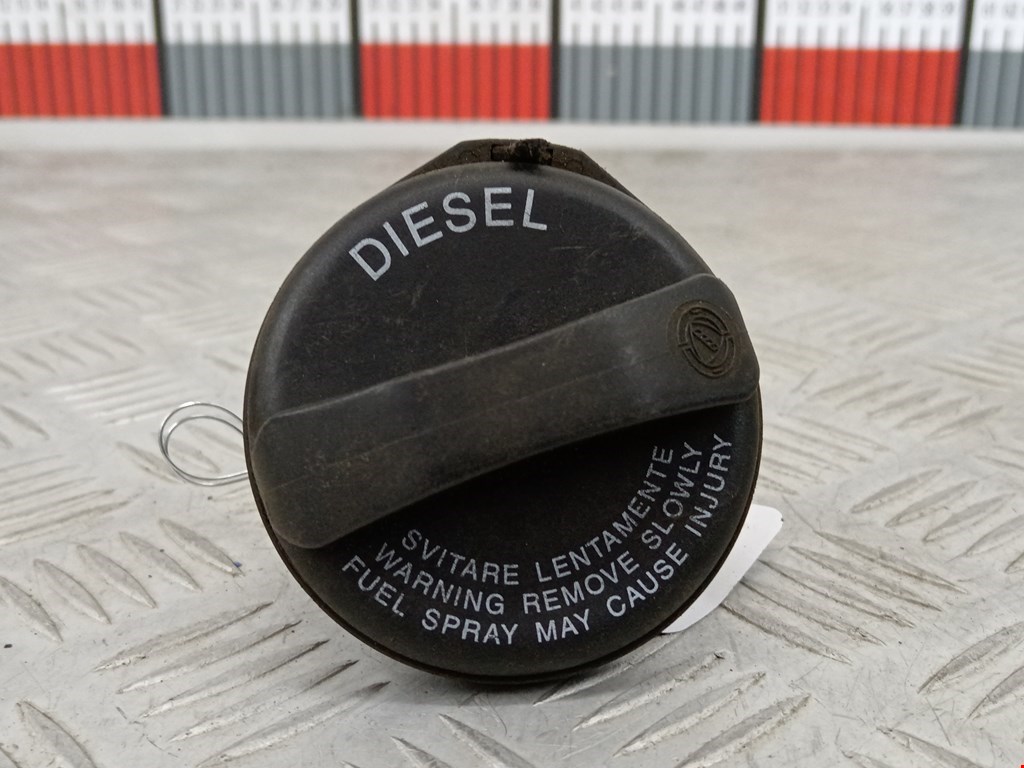 DIESEL
SVITARE LENTAMENTE
WARNING REMOVE SLOWLY
FUEL SPRAY MAY CAUSE INJURY